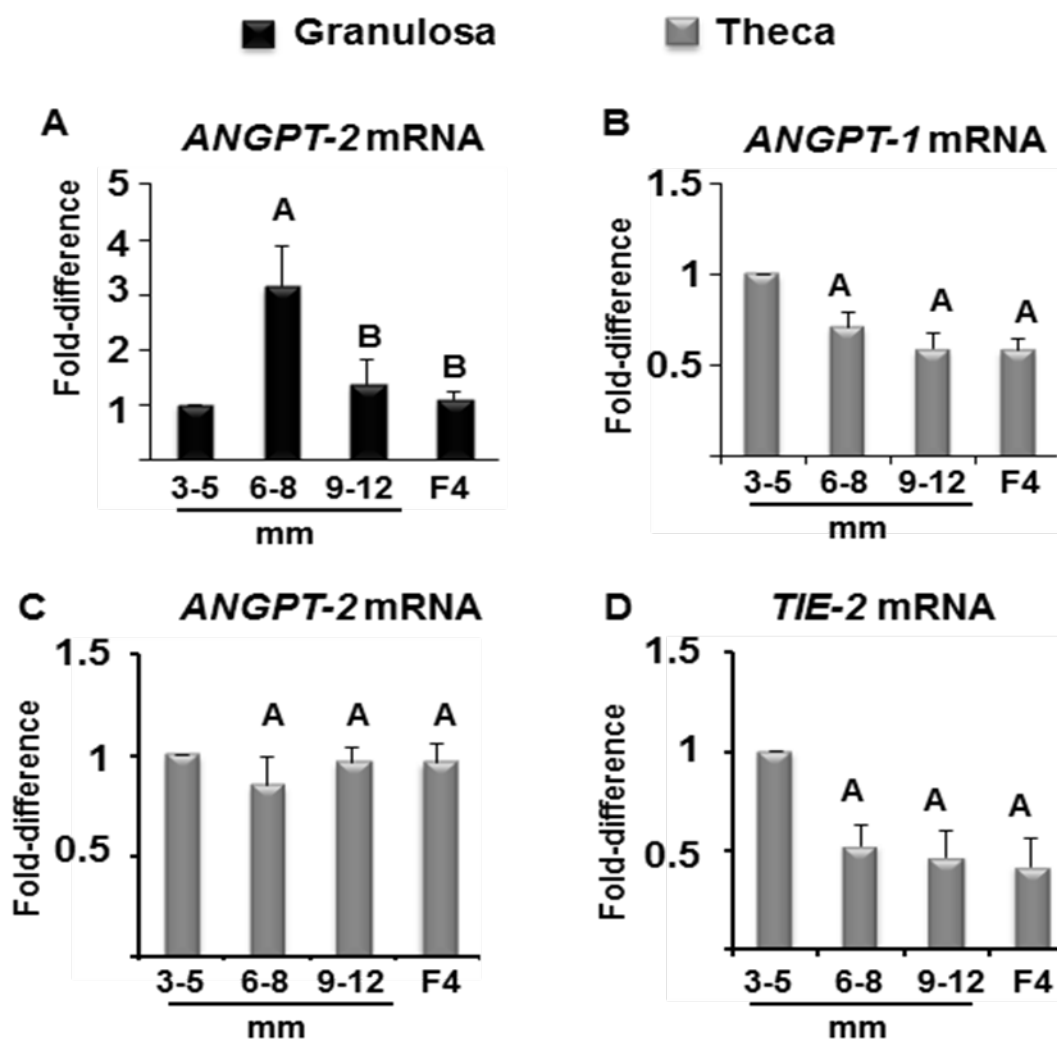 Granulosa Theca
A ANGPT-2 mRNA
Fold-difference
5
4
3
2
1
A
B
B
3-5 6-8 9-12 F4
mm
B ANGPT-1 mRNA
Fold-difference
1.5
1
0.5
A
A
A
3-5 6-8 9-12 F4
mm
C ANGPT-2 mRNA
Fold-difference
1.5
1
0.5
A A A
3-5 6-8 9-12 F4
mm
D TIE-2 mRNA
Fold-difference
1.5
1
0.5
A A A
3-5 6-8 9-12 F4
mm